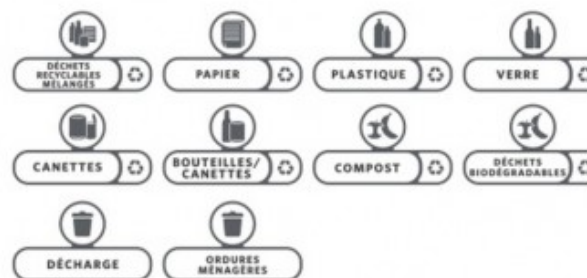 DÉCHETS
RECYCLABLES
MÉLANGÉS
PAPIER
PLASTIQUE
VERRE
CANETTES
BOUTEILLES/
CANETTES
COMPOST
DÉCHETS
BIODÉGRADABLES
DÉCHARGE
ORDURES
MÉNAGÈRES